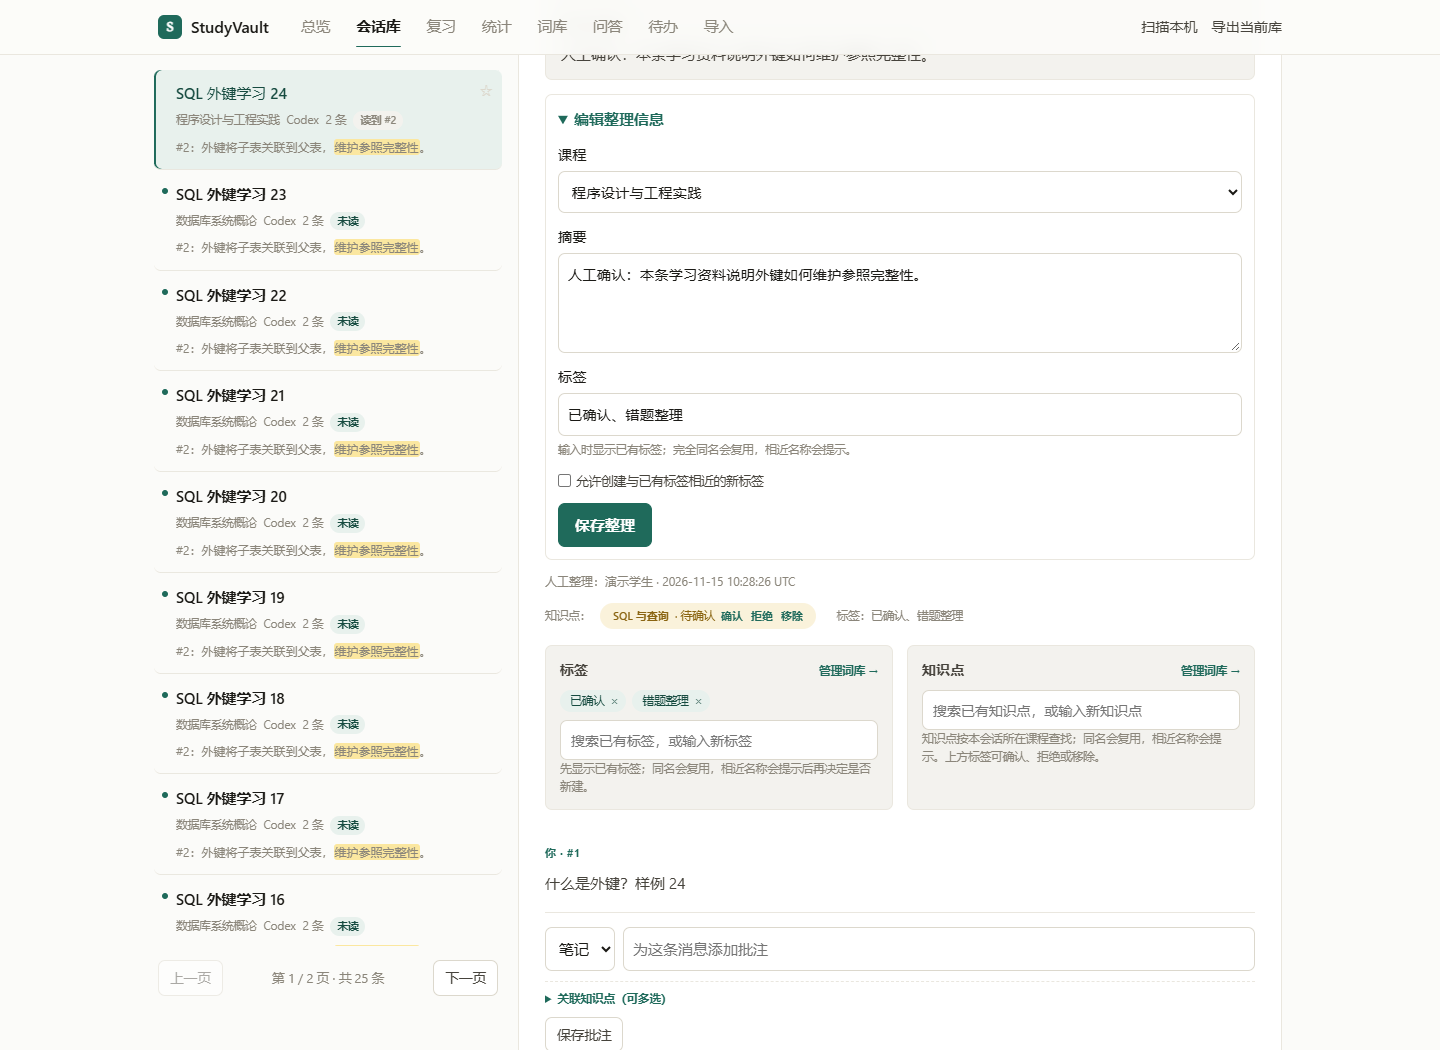 S StudyVault 总览 会话库 复习 统计 词库 问答 待办 导入 扫描本机 导出当前库
SQL 外键学习 24 ☆
程序设计与工程实践 Codex 2 条 读到 #2
#2：外键将子表关联到父表，维护参照完整性。
SQL 外键学习 23
数据库系统概论 Codex 2 条 未读
#2：外键将子表关联到父表，维护参照完整性。
SQL 外键学习 22
数据库系统概论 Codex 2 条 未读
#2：外键将子表关联到父表，维护参照完整性。
SQL 外键学习 21
数据库系统概论 Codex 2 条 未读
#2：外键将子表关联到父表，维护参照完整性。
SQL 外键学习 20
数据库系统概论 Codex 2 条 未读
#2：外键将子表关联到父表，维护参照完整性。
SQL 外键学习 19
数据库系统概论 Codex 2 条 未读
#2：外键将子表关联到父表，维护参照完整性。
SQL 外键学习 18
数据库系统概论 Codex 2 条 未读
#2：外键将子表关联到父表，维护参照完整性。
SQL 外键学习 17
数据库系统概论 Codex 2 条 未读
#2：外键将子表关联到父表，维护参照完整性。
SQL 外键学习 16
数据库系统概论 Codex 2 条 未读
上一页 第 1 / 2 页 · 共 25 条 下一页
人工确认：本条学习资料说明外键如何维护参照完整性。
▼ 编辑整理信息
课程
程序设计与工程实践
摘要
人工确认：本条学习资料说明外键如何维护参照完整性。
标签
已确认、错题整理
输入时显示已有标签；完全同名会复用，相近名称会提示。
允许创建与已有标签相近的新标签
保存整理
人工整理：演示学生 · 2026-11-15 10:28:26 UTC
知识点： SQL 与查询 · 待确认 确认 拒绝 移除 标签：已确认、错题整理
标签 管理词库 →
已确认 × 错题整理 ×
搜索已有标签，或输入新标签
先显示已有标签；同名会复用，相近名称会提示后再决定是否
新建。
知识点 管理词库 →
搜索已有知识点，或输入新知识点
知识点按本会话所在课程查找；同名会复用，相近名称会提
示。上方标签可确认、拒绝或移除。
你 · #1
什么是外键？样例 24
笔记 为这条消息添加批注
▶ 关联知识点（可多选）
保存批注